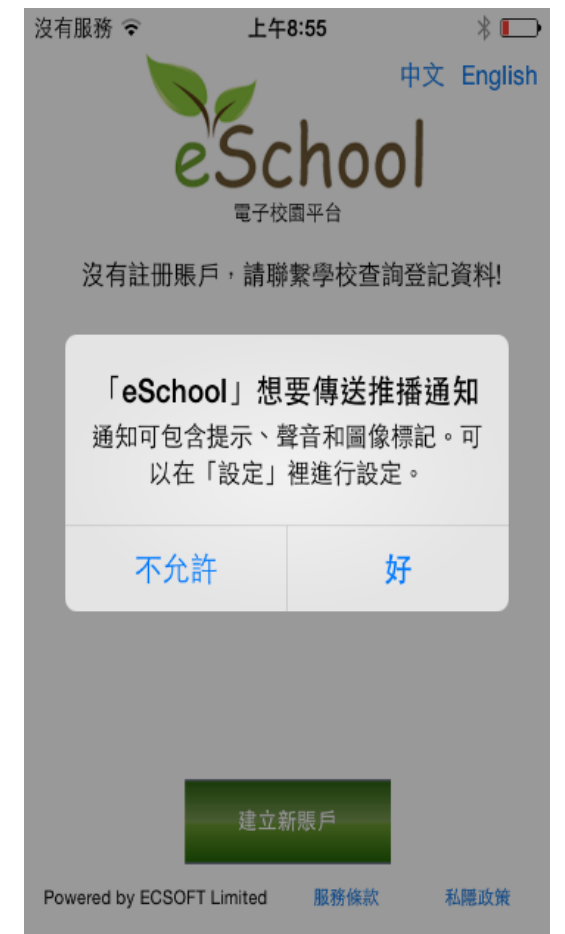 沒有服務 上午8:55
中文 English
eSchool
電子校園平台
沒有註冊賬戶，請聯繫學校查詢登記資料!
「eSchool」想要傳送推播通知
通知可包含提示、聲音和圖像標記。可
以在「設定」裡進行設定。
不允許 好
建立新賬戶
Powered by ECSOFT Limited 服務條款 私隱政策